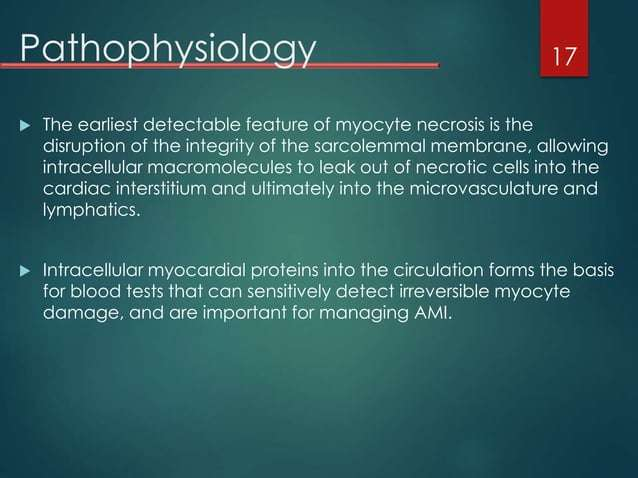 Pathophysiology
17
The earliest detectable feature of myocyte necrosis is the
disruption of the integrity of the sarcolemmal membrane, allowing
intracellular macromolecules to leak out of necrotic cells into the
cardiac interstitium and ultimately into the microvasculature and
lymphatics.
Intracellular myocardial proteins into the circulation forms the basis
for blood tests that can sensitively detect irreversible myocyte
damage, and are important for managing AMI.